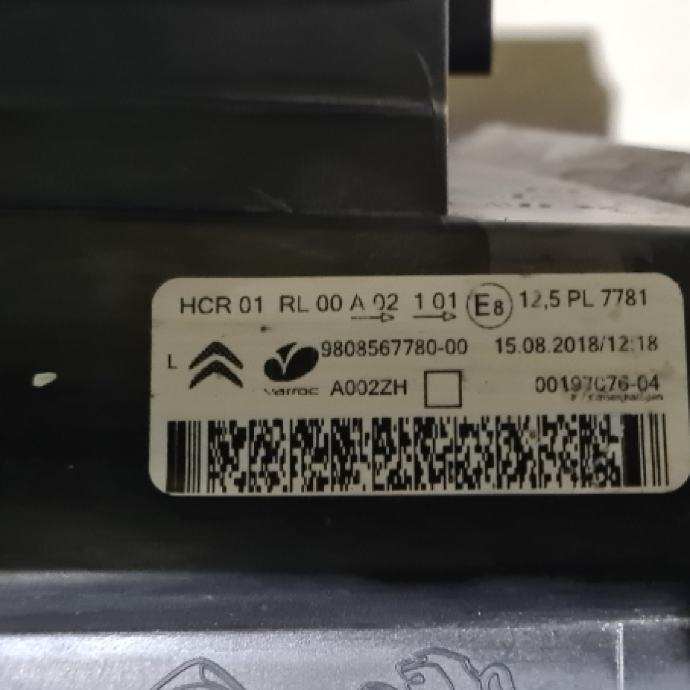 HCR 01 RL 00 A 02 1 01 E8 12,5 PL 7781
L 9808567780-00 15.08.2018/12:18
varroc A002ZH 00197076-04